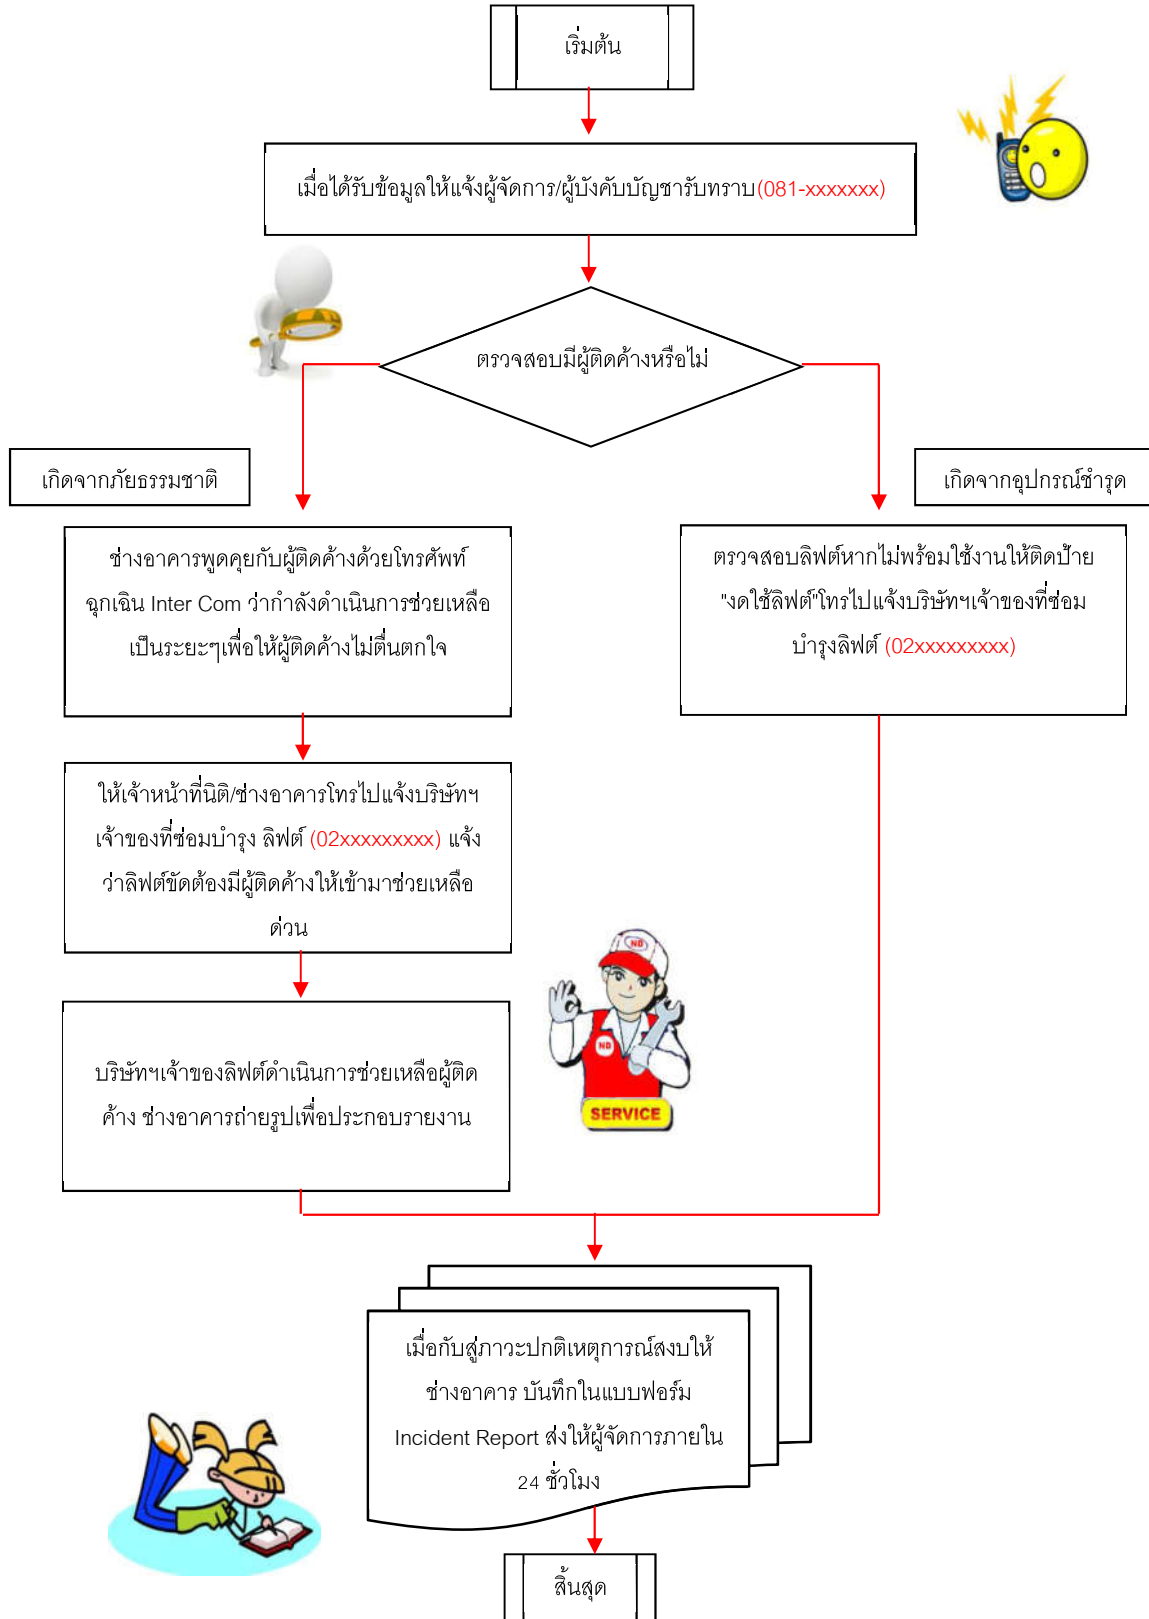 เริ่มต้น
เมื่อได้รับข้อมูลให้แจ้งผู้จัดการ/ผู้บังคับบัญชารับทราบ(081-xxxxxxx)
ตรวจสอบมีผู้ติดค้างหรือไม่
เกิดจากภัยธรรมชาติ
เกิดจากอุปกรณ์ชำรุด
ช่างอาคารพูดคุยกับผู้ติดค้างด้วยโทรศัพท์
ฉุกเฉิน Inter Com ว่ากำลังดำเนินการช่วยเหลือ
เป็นระยะๆเพื่อให้ผู้ติดค้างไม่ตื่นตกใจ
ตรวจสอบลิฟต์หากไม่พร้อมใช้งานให้ติดป้าย
"งดใช้ลิฟต์"โทรไปแจ้งบริษัทฯเจ้าของที่ซ่อม
บำรุงลิฟต์ (02xxxxxxxxx)
ให้เจ้าหน้าที่นิติ/ช่างอาคารโทรไปแจ้งบริษัทฯ
เจ้าของที่ซ่อมบำรุง ลิฟต์ (02xxxxxxxxx) แจ้ง
ว่าลิฟต์ขัดต้องมีผู้ติดค้างให้เข้ามาช่วยเหลือ
ด่วน
บริษัทฯเจ้าของลิฟต์ดำเนินการช่วยเหลือผู้ติด
ค้าง ช่างอาคารถ่ายรูปเพื่อประกอบรายงาน
ND
ND
SERVICE
เมื่อกับสู่ภาวะปกติเหตุการณ์สงบให้
ช่างอาคาร บันทึกในแบบฟอร์ม
Incident Report ส่งให้ผู้จัดการภายใน
24 ชั่วโมง
สิ้นสุด